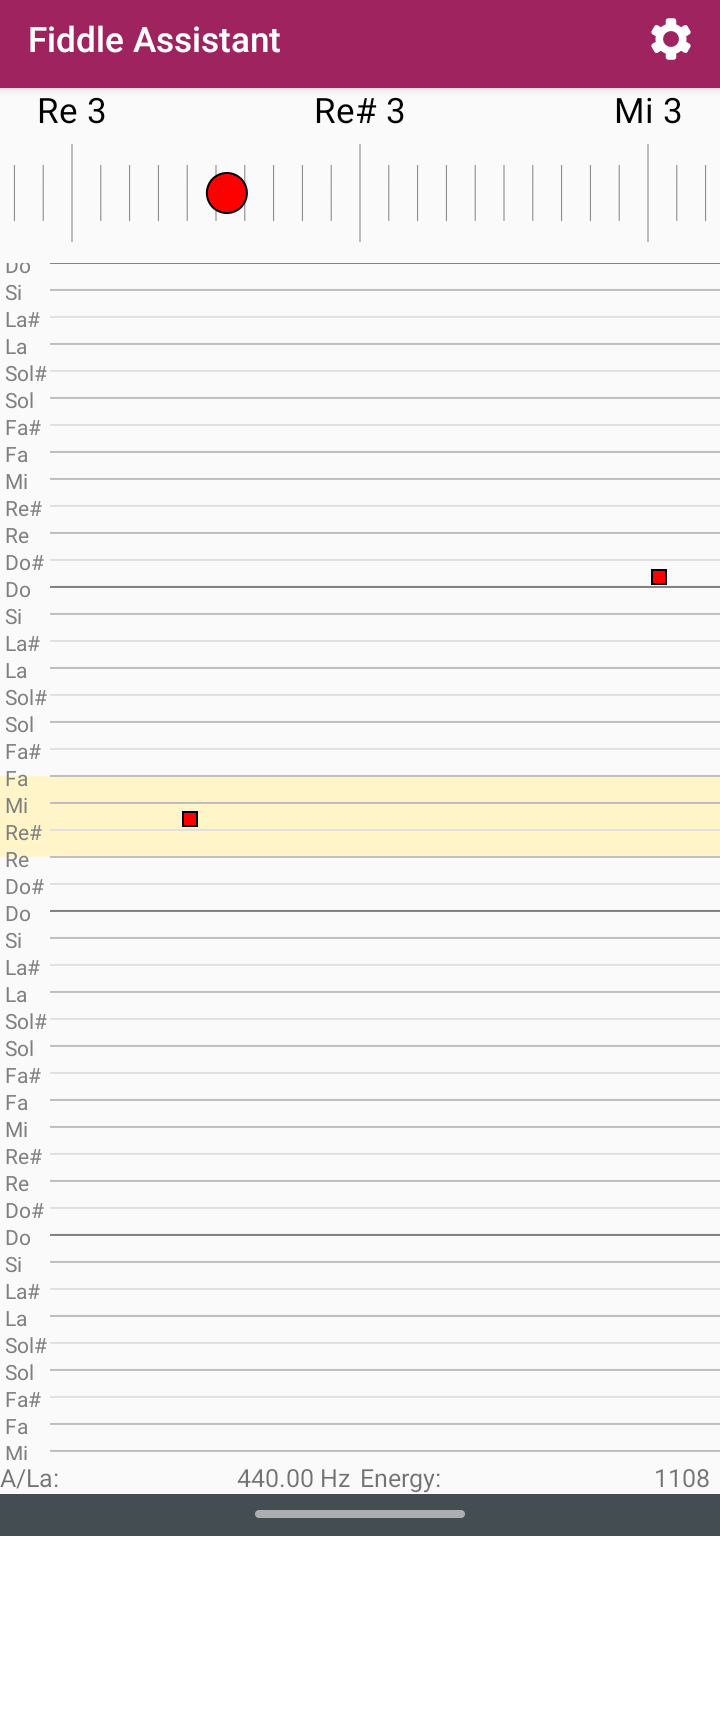 Fiddle Assistant
Re 3 Re# 3 Mi 3
Do
Si
La#
La
Sol#
Sol
Fa#
Fa
Mi
Re#
Re
Do#
Do
Si
La#
La
Sol#
Sol
Fa#
Fa
Mi
Re#
Re
Do#
Do
Si
La#
La
Sol#
Sol
Fa#
Fa
Mi
Re#
Re
Do#
Do
Si
La#
La
Sol#
Sol
Fa#
Fa
Mi
A/La: 440.00 Hz Energy: 1108